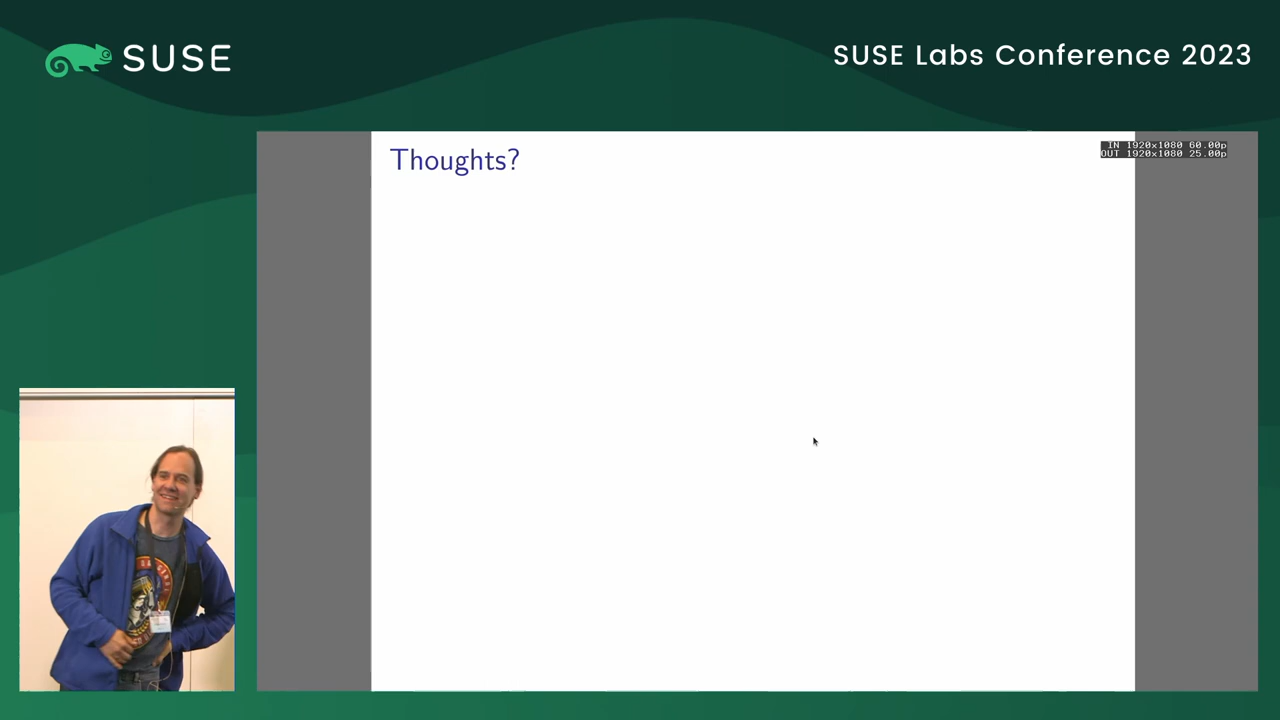 SUSE
SUSE Labs Conference 2023
Thoughts?
IN 1920x1080 60.00p
OUT 1920x1080 25.00p